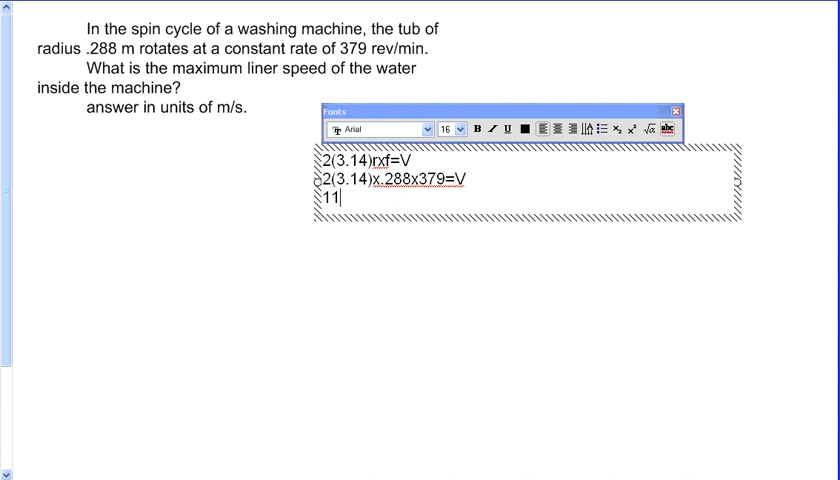 In the spin cycle of a washing machine, the tub of
radius .288 m rotates at a constant rate of 379 rev/min.
What is the maximum liner speed of the water
inside the machine?
answer in units of m/s.
Fonts
Arial 16 B I U abc
2(3.14)rxf=V
2(3.14)x.288x379=V
11